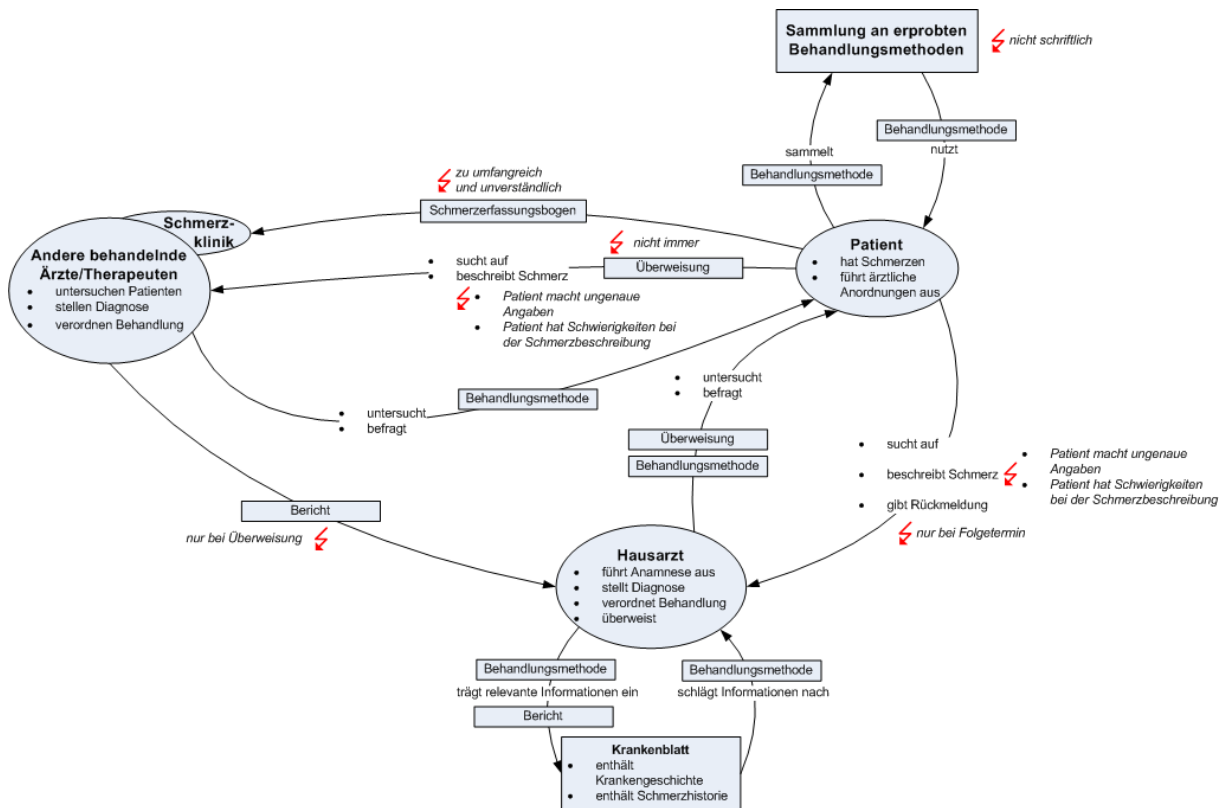 Sammlung an erprobten
Behandlungsmethoden
nicht schriftlich
Behandlungsmethode
nutzt
sammelt
Behandlungsmethode
zu umfangreich
und unverständlich
Schmerzerfassungsbogen
Schmerz-
klinik
Andere behandelnde
Ärzte/Therapeuten
• untersuchen Patienten
• stellen Diagnose
• verordnen Behandlung
Patient
• hat Schmerzen
• führt ärztliche
Anordnungen aus
nicht immer
• sucht auf
• beschreibt Schmerz
Überweisung
• Patient macht ungenaue
Angaben
• Patient hat Schwierigkeiten bei
der Schmerzbeschreibung
Behandlungsmethode
• untersucht
• befragt
• untersucht
• befragt
Überweisung
Behandlungsmethode
• sucht auf
• beschreibt Schmerz
• gibt Rückmeldung
• Patient macht ungenaue
Angaben
• Patient hat Schwierigkeiten
bei der Schmerzbeschreibung
nur bei Folgetermin
Bericht
nur bei Überweisung
Hausarzt
• führt Anamnese aus
• stellt Diagnose
• verordnet Behandlung
• überweist
Behandlungsmethode
trägt relevante Informationen ein
Bericht
Behandlungsmethode
schlägt Informationen nach
Krankenblatt
• enthält
Krankengeschichte
• enthält Schmerzhistorie